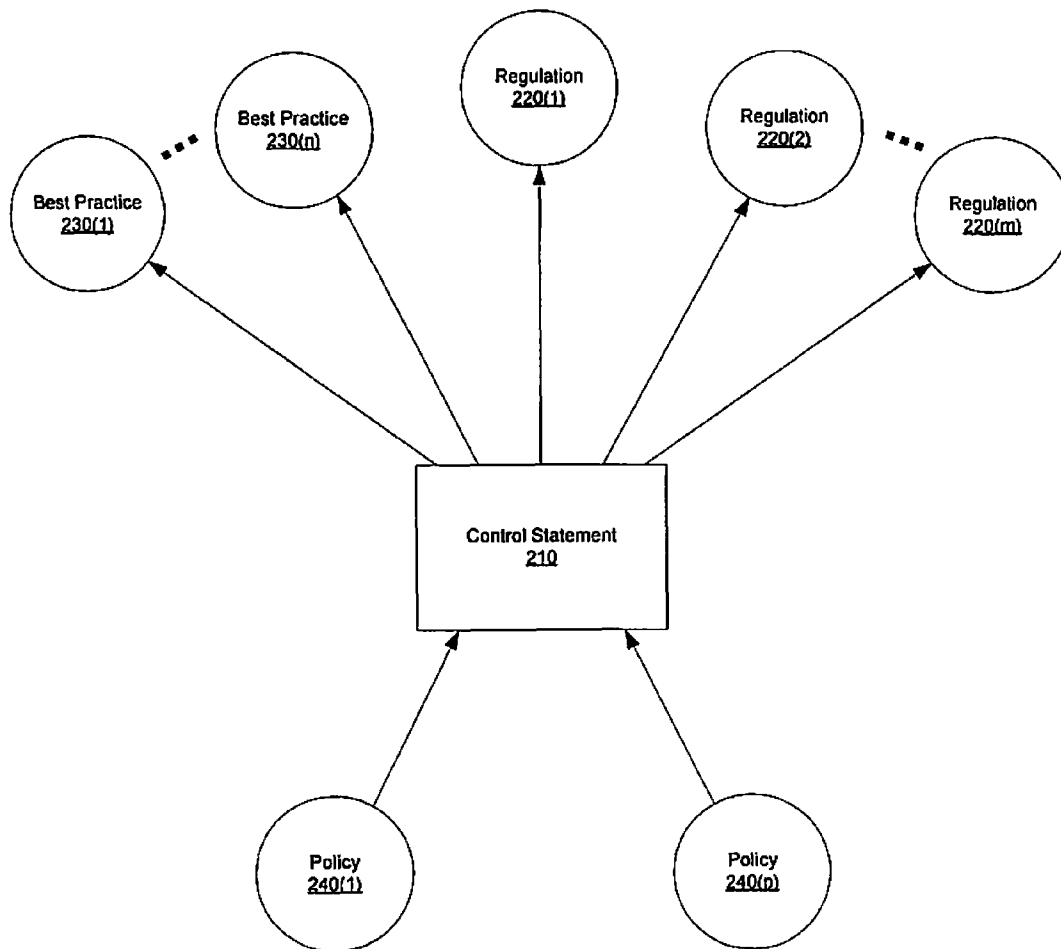 Regulation
220(1)
Best Practice
230(n)
Regulation
220(2)
Best Practice
230(1)
Regulation
220(m)
Control Statement
210
Policy
240(1)
Policy
240(p)